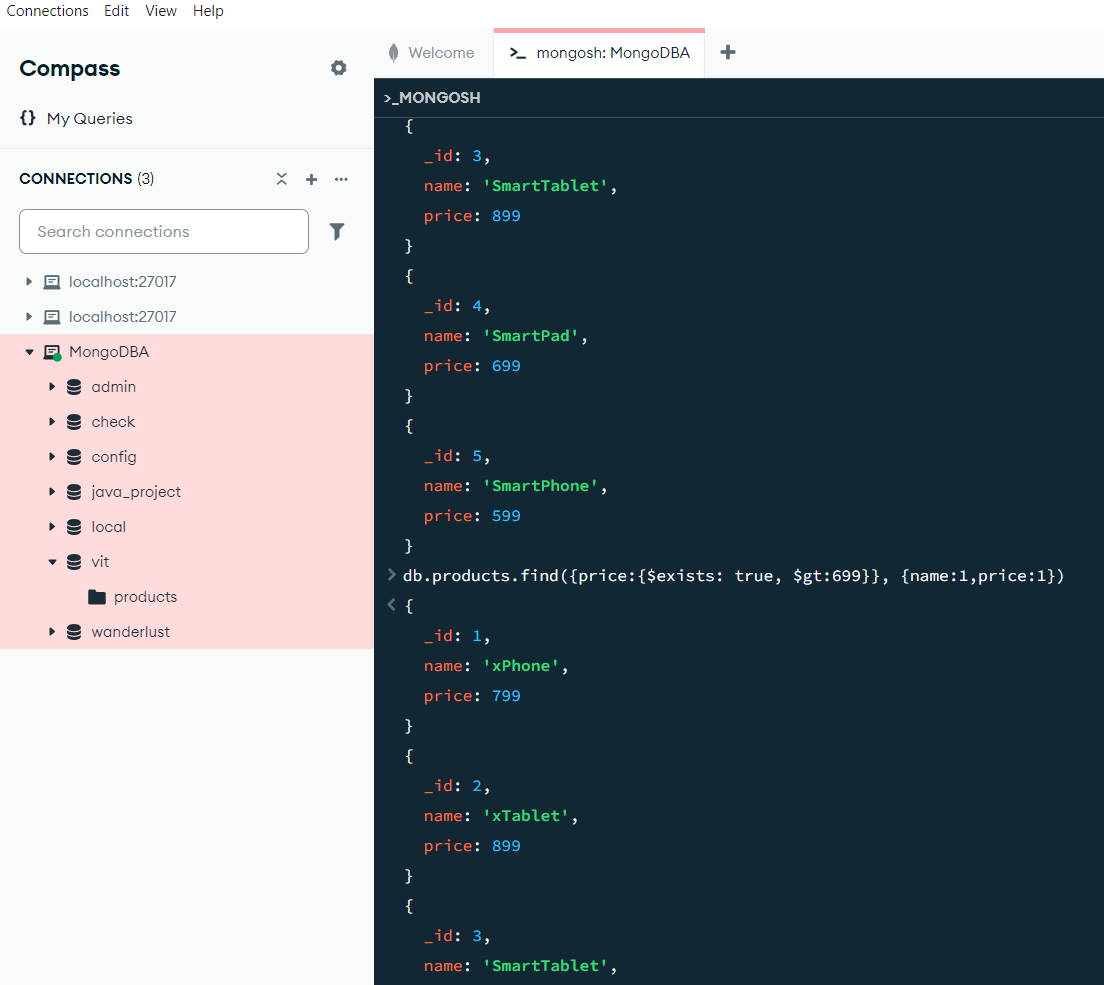 Connections Edit View Help
Compass
My Queries
CONNECTIONS (3)
Search connections
localhost:27017
localhost:27017
MongoDBA
admin
check
config
java_project
local
vit
products
wanderlust
Welcome
>_ mongosh: MongoDBA +
>_MONGOSH
{
_id: 3,
name: 'SmartTablet',
price: 899
}
{
_id: 4,
name: 'SmartPad',
price: 699
}
{
_id: 5,
name: 'SmartPhone',
price: 599
}
> db.products.find({price:{$exists: true, $gt:699}}, {name:1,price:1})
< {
_id: 1,
name: 'xPhone',
price: 799
}
{
_id: 2,
name: 'xTablet',
price: 899
}
{
_id: 3,
name: 'SmartTablet',